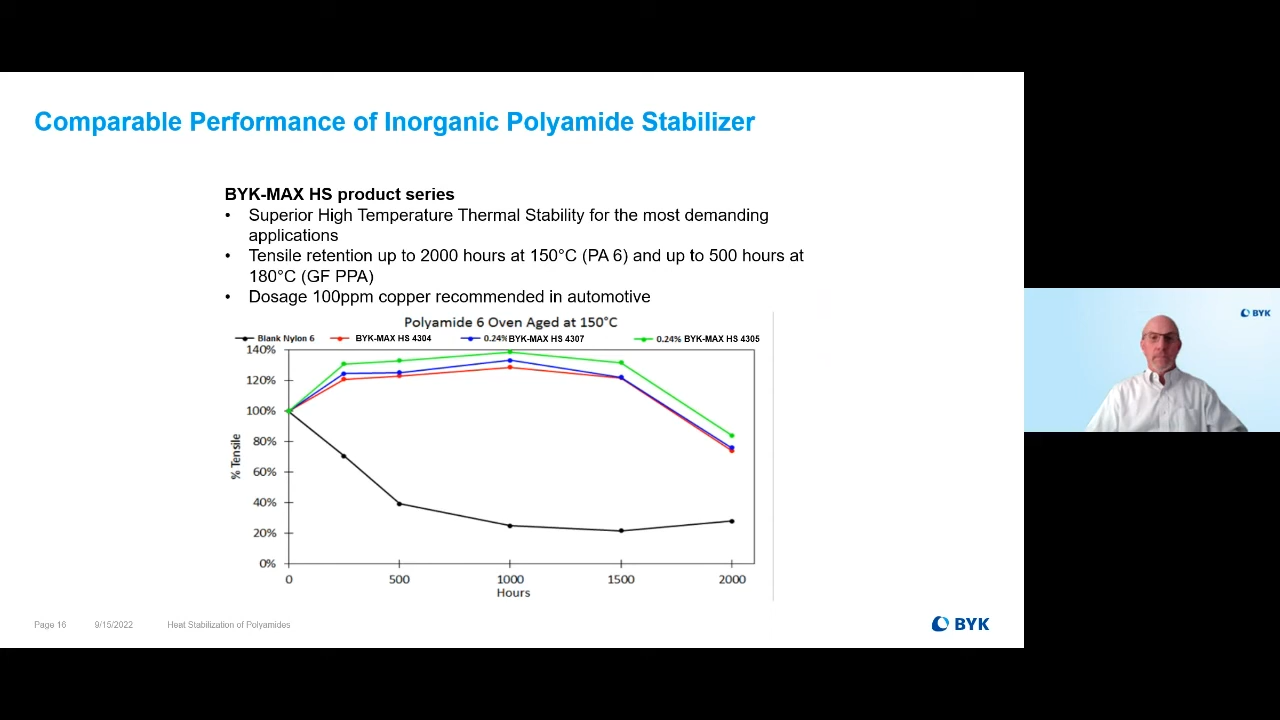 Comparable Performance of Inorganic Polyamide Stabilizer
BYK-MAX HS product series
• Superior High Temperature Thermal Stability for the most demanding
applications
• Tensile retention up to 2000 hours at 150°C (PA 6) and up to 500 hours at
180°C (GF PPA)
• Dosage 100ppm copper recommended in automotive
Polyamide 6 Oven Aged at 150°C
Blank Nylon 6 BYK-MAX HS 4304 0.24% BYK-MAX HS 4307 0.24% BYK-MAX HS 4305
140%
120%
100%
80%
60%
40%
20%
0%
% Tensile
0 500 1000 1500 2000
Hours
Page 16 9/15/2022 Heat Stabilization of Polyamides
BYK
BYK